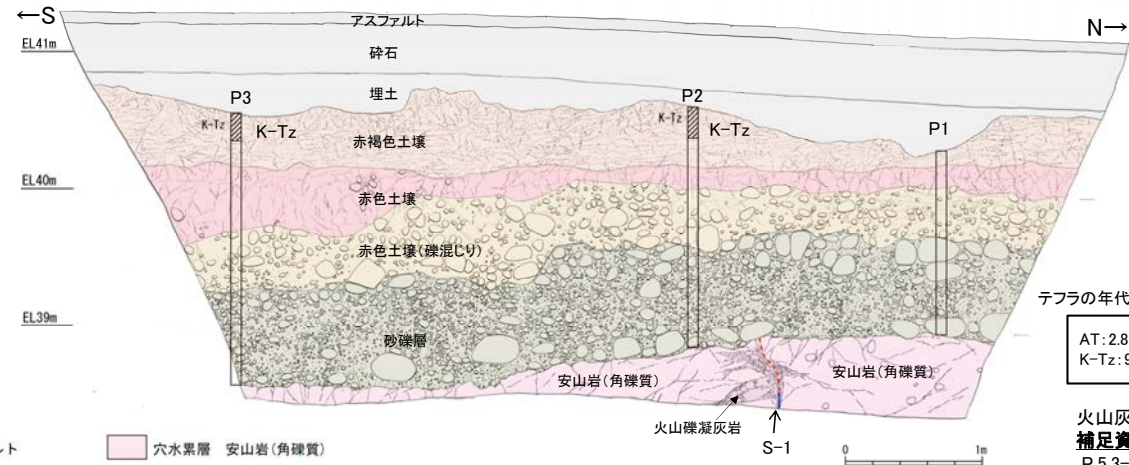 ←S
アスファルト
N→
EL41m
砕石
P3
埋土
P2
K-Tz
K-Tz
K-Tz
K-Tz
P1
赤褐色土壌
EL40m
赤色土壌
赤色土壌(礫混じり)
テフラの年代
EL39m
砂礫層
AT:2.8
K-Tz:9
安山岩(角礫質)
安山岩(角礫質)
火山礫凝灰岩
S-1
火山灰
補足資
P.5.3-
ルト
穴水累層 安山岩(角礫質)
0
1m